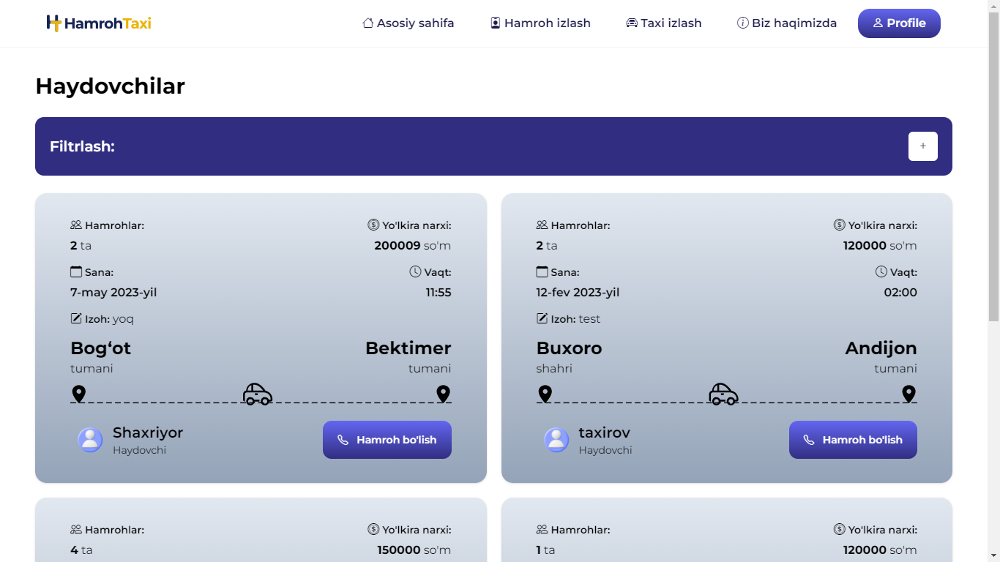 HamrohTaxi
Asosiy sahifa
Hamroh izlash
Taxi izlash
Biz haqimizda
Profile
Haydovchilar
Filtrlash:
+
Hamrohlar:
Yo'lkira narxi:
2 ta
200009 so'm
Sana:
Vaqt:
7-may 2023-yil
11:55
Izoh: yoq
Bog‘ot
Bektimer
tumani
tumani
Shaxriyor
Haydovchi
Hamroh bo'lish
Hamrohlar:
Yo'lkira narxi:
2 ta
120000 so'm
Sana:
Vaqt:
12-fev 2023-yil
02:00
Izoh: test
Buxoro
Andijon
shahri
tumani
taxirov
Haydovchi
Hamroh bo'lish
Hamrohlar:
Yo'lkira narxi:
4 ta
150000 so'm
Hamrohlar:
Yo'lkira narxi:
1 ta
120000 so'm